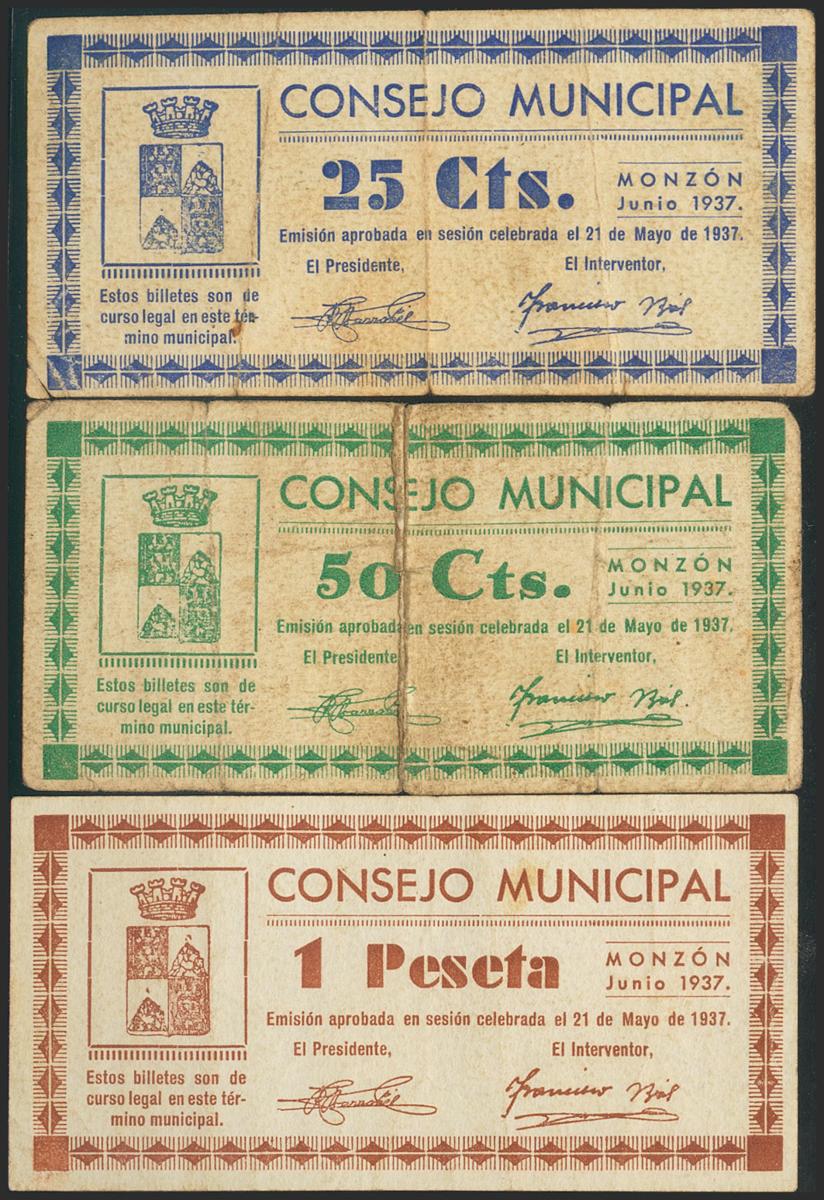 CONSEJO MUNICIPAL
25 Cts.
MONZÓN
Junio 1937.
Emisión aprobada en sesión celebrada el 21 de Mayo de 1937.
El Presidente,
El Interventor,
Francisco
Estos billetes son de
curso legal en este tér-
mino municipal.
CONSEJO MUNICIPAL
50 Cts.
MONZÓN
Junio 1937.
Emisión aprobada en sesión celebrada el 21 de Mayo de 1937.
El Presidente
El Interventor,
Francisco
Estos billetes son de
curso legal en este tér-
mino municipal.
CONSEJO MUNICIPAL
1 Peseta
MONZÓN
Junio 1937.
Emisión aprobada en sesión celebrada el 21 de Mayo de 1937.
El Presidente,
El Interventor,
Francisco
Estos billetes son de
curso legal en este tér-
mino municipal.